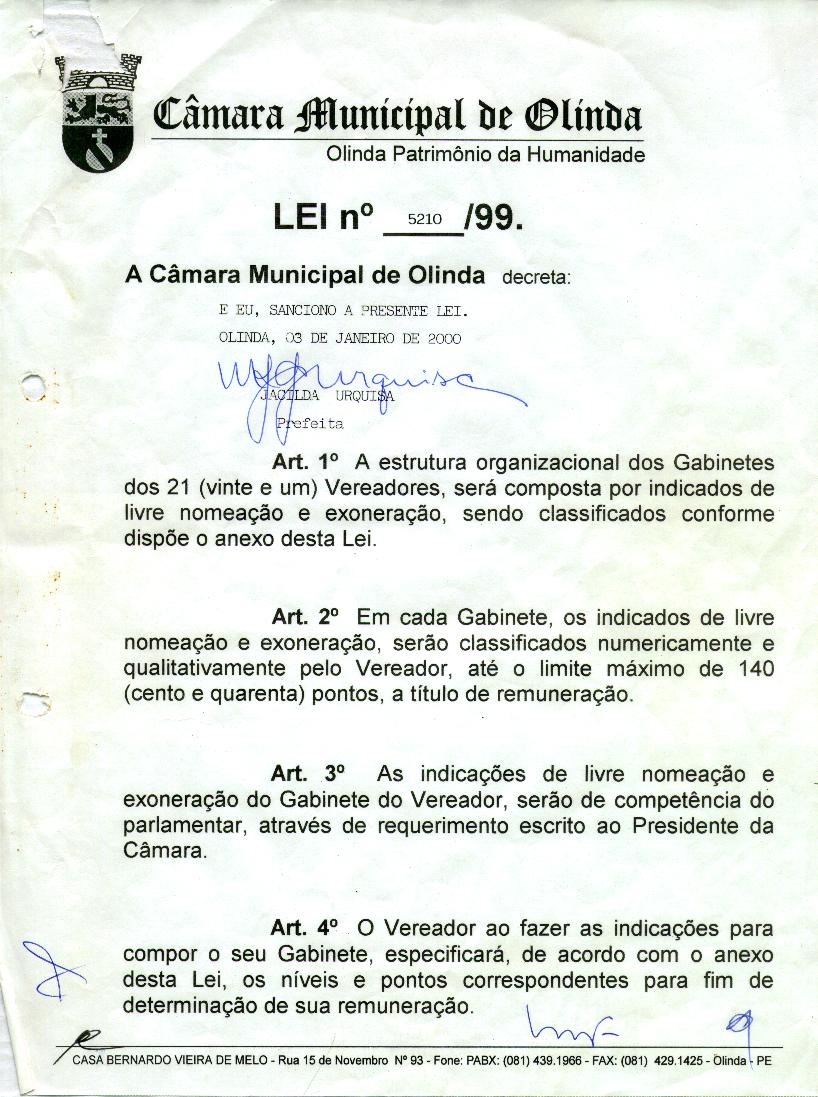 Câmara Municipal de Olinda
Olinda Patrimônio da Humanidade
LEI nº 5210 /99.
A Câmara Municipal de Olinda decreta:
E EU, SANCIONO A PRESENTE LEI.
OLINDA, 03 DE JANEIRO DE 2000
JACILDA URQUISA
Prefeita
Art. 1º A estrutura organizacional dos Gabinetes
dos 21 (vinte e um) Vereadores, será composta por indicados de
livre nomeação e exoneração, sendo classificados conforme
dispõe o anexo desta Lei.
Art. 2º Em cada Gabinete, os indicados de livre
nomeação e exoneração, serão classificados numericamente e
qualitativamente pelo Vereador, até o limite máximo de 140
(cento e quarenta) pontos, a título de remuneração.
Art. 3º As indicações de livre nomeação e
exoneração do Gabinete do Vereador, serão de competência do
parlamentar, através de requerimento escrito ao Presidente da
Câmara.
Art. 4º O Vereador ao fazer as indicações para
compor o seu Gabinete, especificará, de acordo com o anexo
desta Lei, os níveis e pontos correspondentes para fim de
determinação de sua remuneração.
CASA BERNARDO VIEIRA DE MELO - Rua 15 de Novembro Nº 93 - Fone: PABX: (081) 439.1966 - FAX: (081) 429.1425 - Olinda - PE